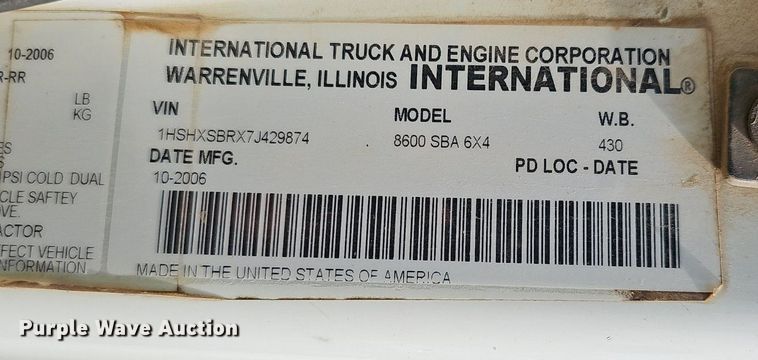 10-2006
R-RR
LB
KG
ES
S
PSI COLD DUAL
CLE SAFTEY
OVE.
ACTOR
FFECT VEHICLE
NFORMATION
INTERNATIONAL TRUCK AND ENGINE CORPORATION
WARRENVILLE, ILLINOIS INTERNATIONAL®
VIN MODEL W.B.
1HSHXSBRX7J429874 8600 SBA 6X4 430
DATE MFG. PD LOC - DATE
10-2006
MADE IN THE UNITED STATES OF AMERICA
Purple Wave Auction